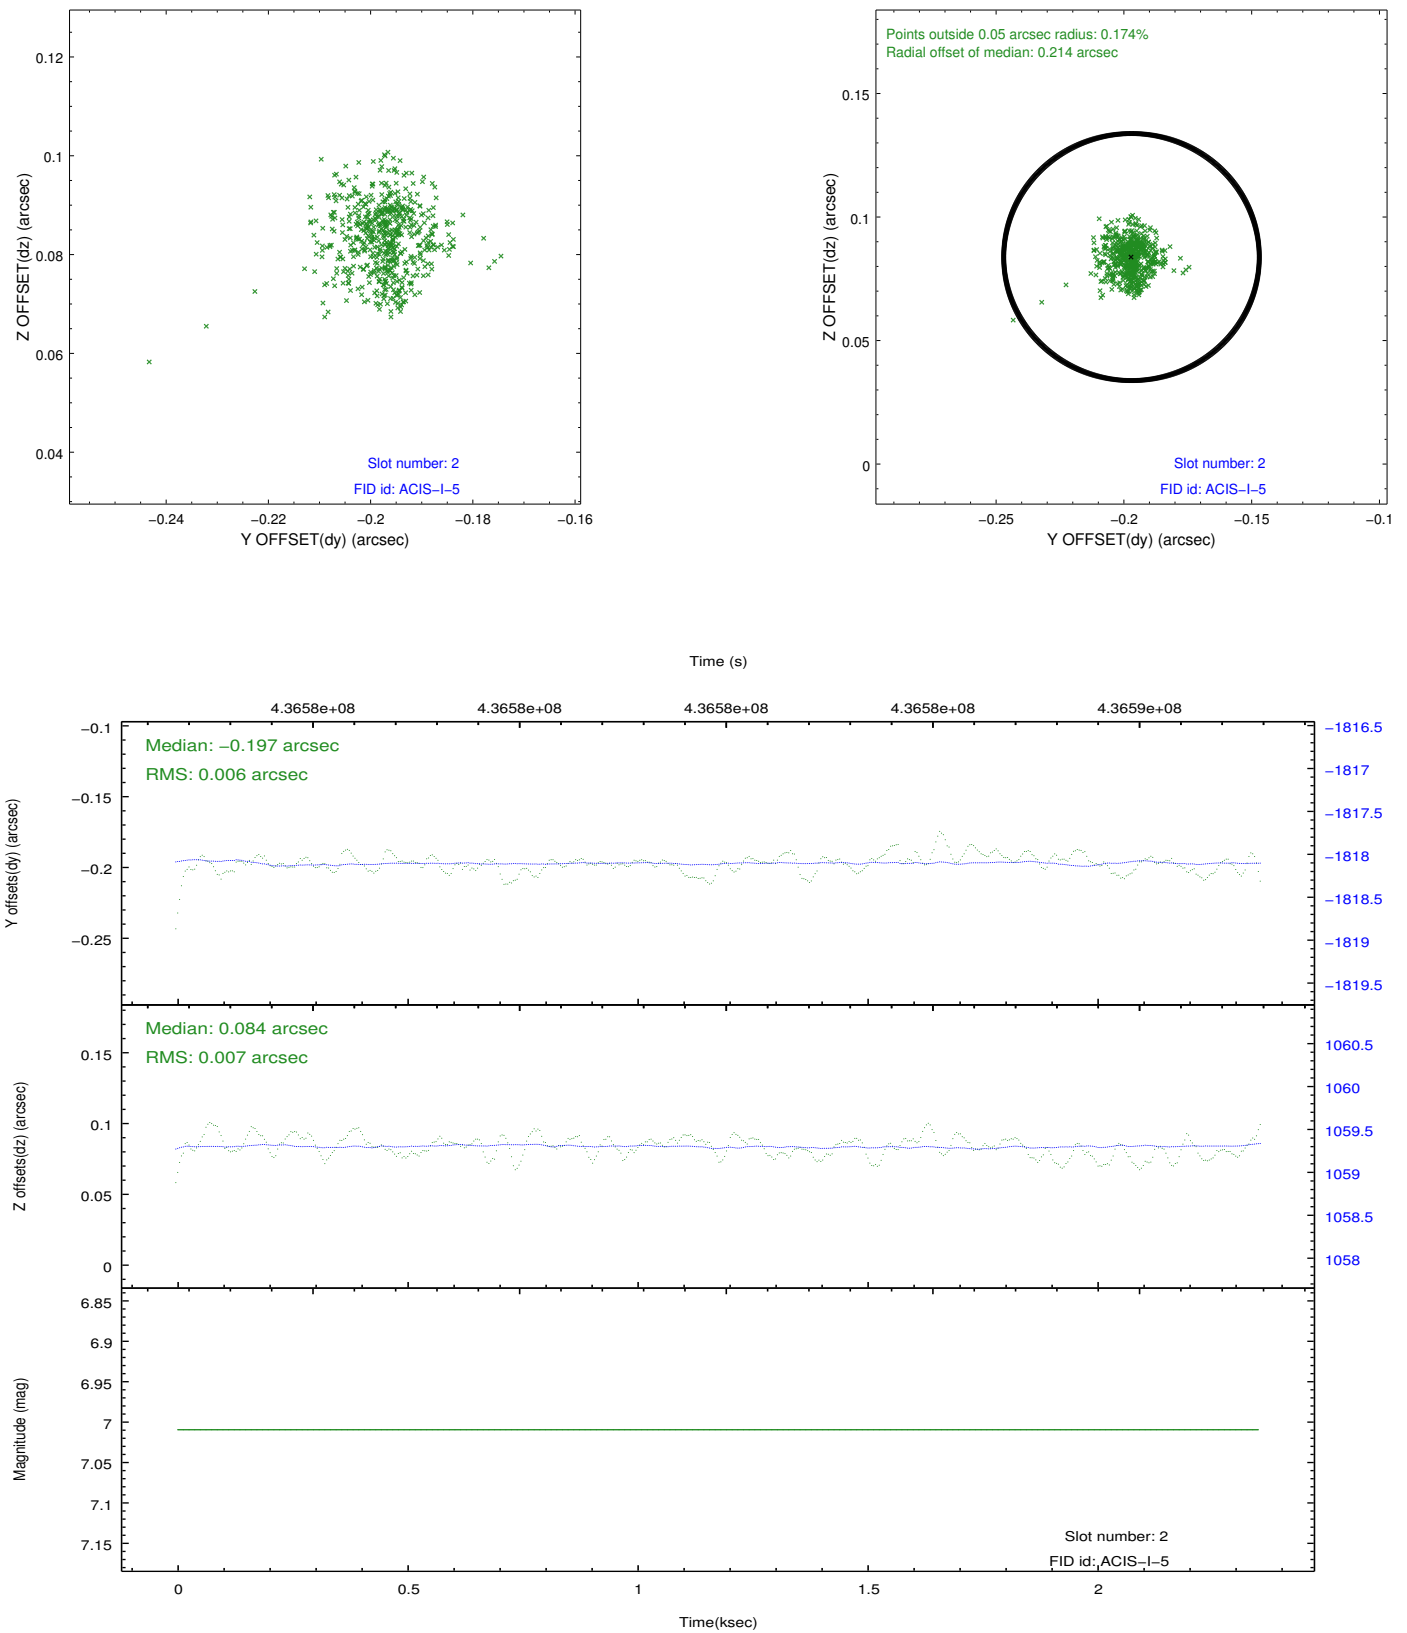 0.12
0.1
0.08
0.06
0.04
Z OFFSET(dz) (arcsec)
Slot number: 2
FID id: ACIS−I−5
−0.24 −0.22 −0.2 −0.18 −0.16
Y OFFSET(dy) (arcsec)
Points outside 0.05 arcsec radius: 0.174%
Radial offset of median: 0.214 arcsec
0.15
0.1
0.05
0
Z OFFSET(dz) (arcsec)
Slot number: 2
FID id: ACIS−I−5
−0.25 −0.2 −0.15 −0.1
Y OFFSET(dy) (arcsec)
Time (s)
4.3658e+08 4.3658e+08 4.3658e+08 4.3658e+08 4.3659e+08
Median: −0.197 arcsec
RMS: 0.006 arcsec
−0.1
−0.15
−0.2
−0.25
Y offsets(dy) (arcsec)
−1816.5
−1817
−1817.5
−1818
−1818.5
−1819
−1819.5
Median: 0.084 arcsec
RMS: 0.007 arcsec
0.15
0.1
0.05
0
Z offsets(dz) (arcsec)
1060.5
1060
1059.5
1059
1058.5
1058
6.85
6.9
6.95
7
7.05
7.1
7.15
Magnitude (mag)
Slot number: 2
FID id: ACIS−I−5
0 0.5 1 1.5 2
Time(ksec)